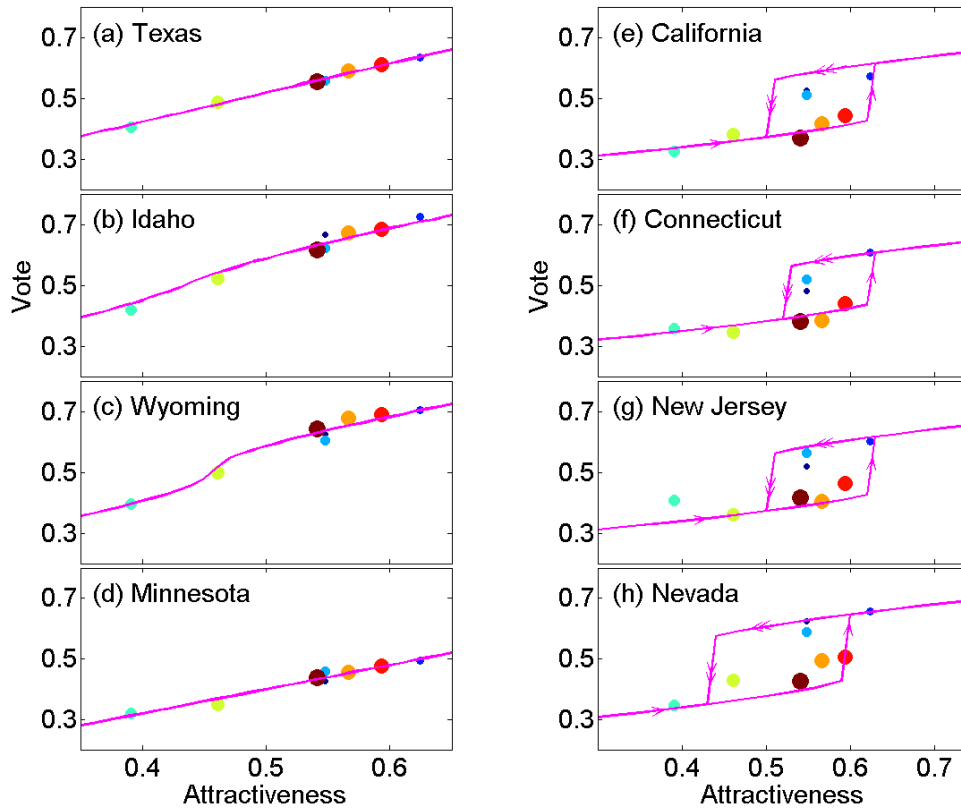 0.7
0.5
0.3
(a) Texas
0.7
0.5
0.3
(b) Idaho
0.7
0.5
0.3
(c) Wyoming
0.7
0.5
0.3
(d) Minnesota
Vote
0.4 0.5 0.6
Attractiveness
0.7
0.5
0.3
(e) California
0.7
0.5
0.3
(f) Connecticut
0.7
0.5
0.3
(g) New Jersey
0.7
0.5
0.3
(h) Nevada
Vote
0.4 0.5 0.6 0.7
Attractiveness